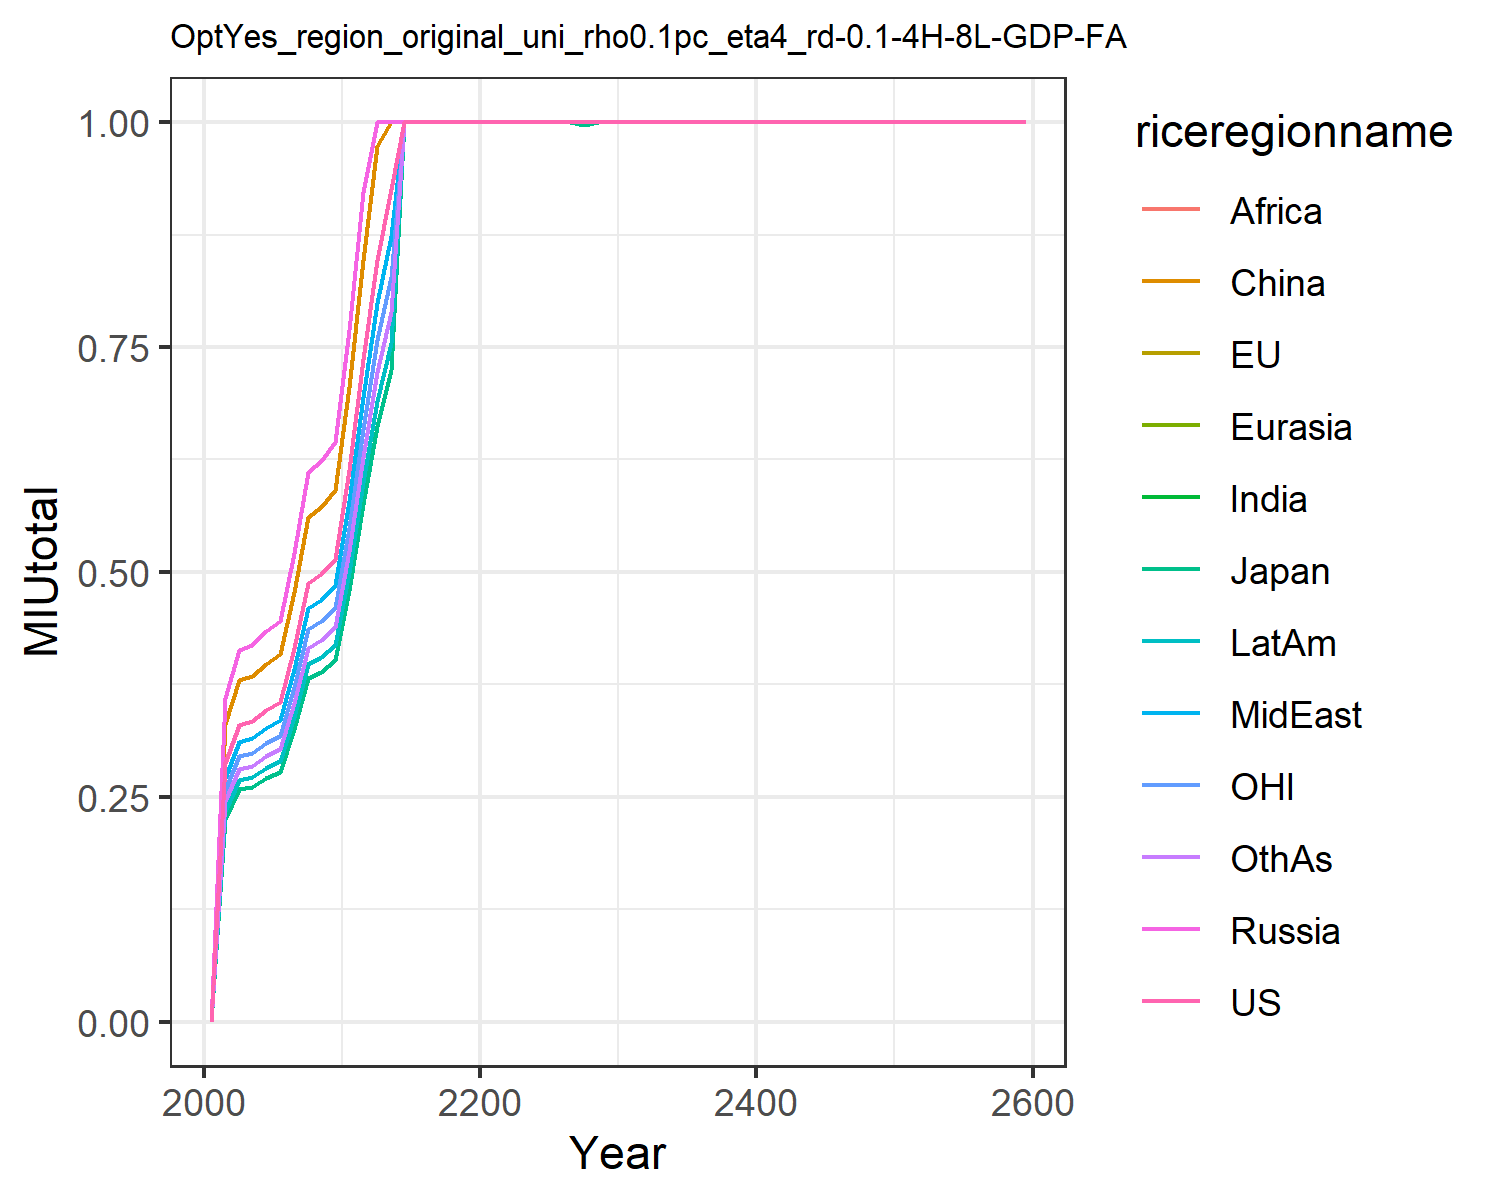 OptYes_region_original_uni_rho0.1pc_eta4_rd-0.1-4H-8L-GDP-FA
1.00
0.75
0.50
0.25
0.00
MIUtotal
2000
2200
2400
2600
Year
riceregionname
Africa
China
EU
Eurasia
India
Japan
LatAm
MidEast
OHI
OthAs
Russia
US